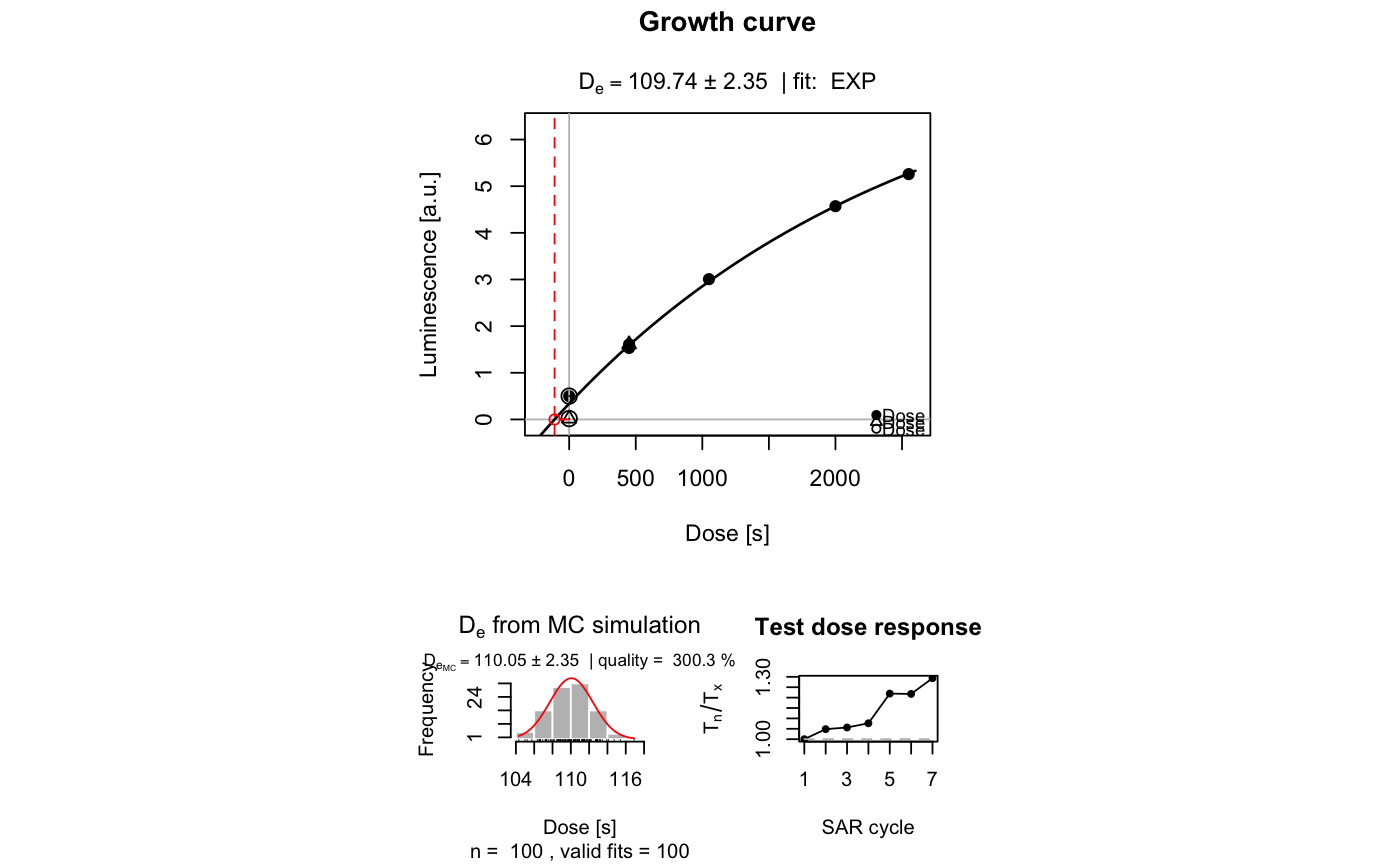 Growth curve
De = 109.74 ± 2.35 | fit: EXP
Luminescence [a.u.]
6
5
4
3
2
1
0
Dose
Dose
Dose
0 500 1000 2000
Dose [s]
De from MC simulation
DeMC = 110.05 ± 2.35 | quality = 300.3 %
Frequency
24
1
104 110 116
Dose [s]
n = 100 , valid fits = 100
Test dose response
Tn/Tx
1.30
1.00
1 3 5 7
SAR cycle